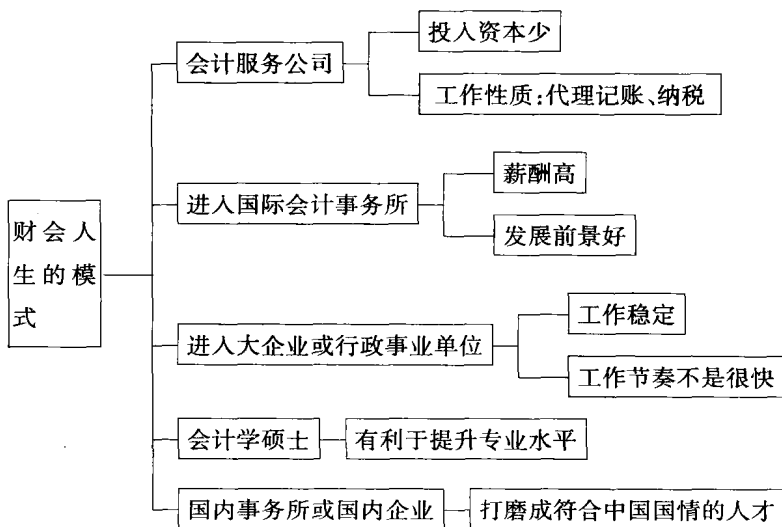 财会人
生的模
式
会计服务公司
投入资本少
工作性质:代理记账、纳税
进入国际会计事务所
薪酬高
发展前景好
进入大企业或行政事业单位
工作稳定
工作节奏不是很快
会计学硕士
有利于提升专业水平
国内事务所或国内企业
打磨成符合中国国情的人才